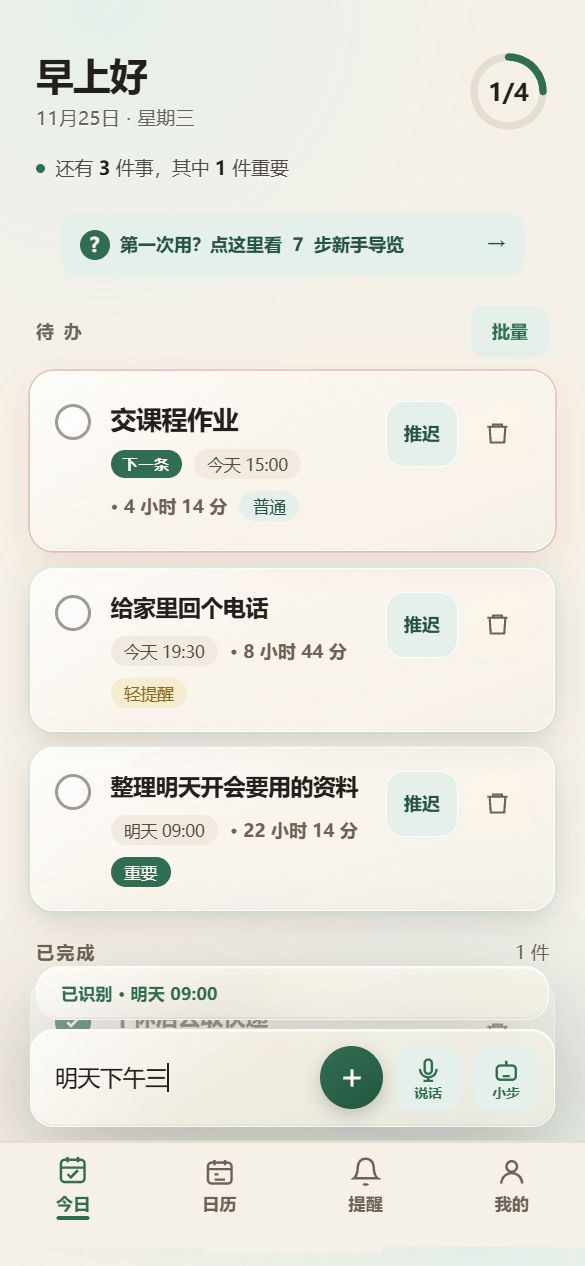 早上好
1/4
11月25日 · 星期三
还有 3 件事，其中 1 件重要
? 第一次用？点这里看 7 步新手导览 →
待办
批量
交课程作业
推迟
下一条 今天 15:00
• 4 小时 14 分 普通
给家里回个电话
推迟
今天 19:30 • 8 小时 44 分
轻提醒
整理明天开会要用的资料
推迟
明天 09:00 • 22 小时 14 分
重要
已完成 1 件
已识别 • 明天 09:00
明天下午三
说话 小步
今日 日历 提醒 我的